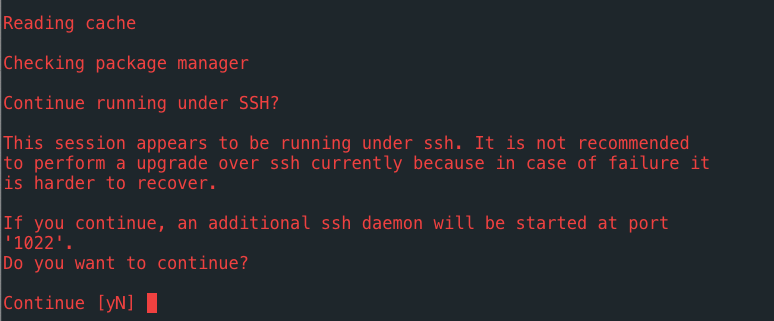 Reading cache
Checking package manager
Continue running under SSH?
This session appears to be running under ssh. It is not recommended
to perform a upgrade over ssh currently because in case of failure it
is harder to recover.
If you continue, an additional ssh daemon will be started at port
'1022'.
Do you want to continue?
Continue [yN]